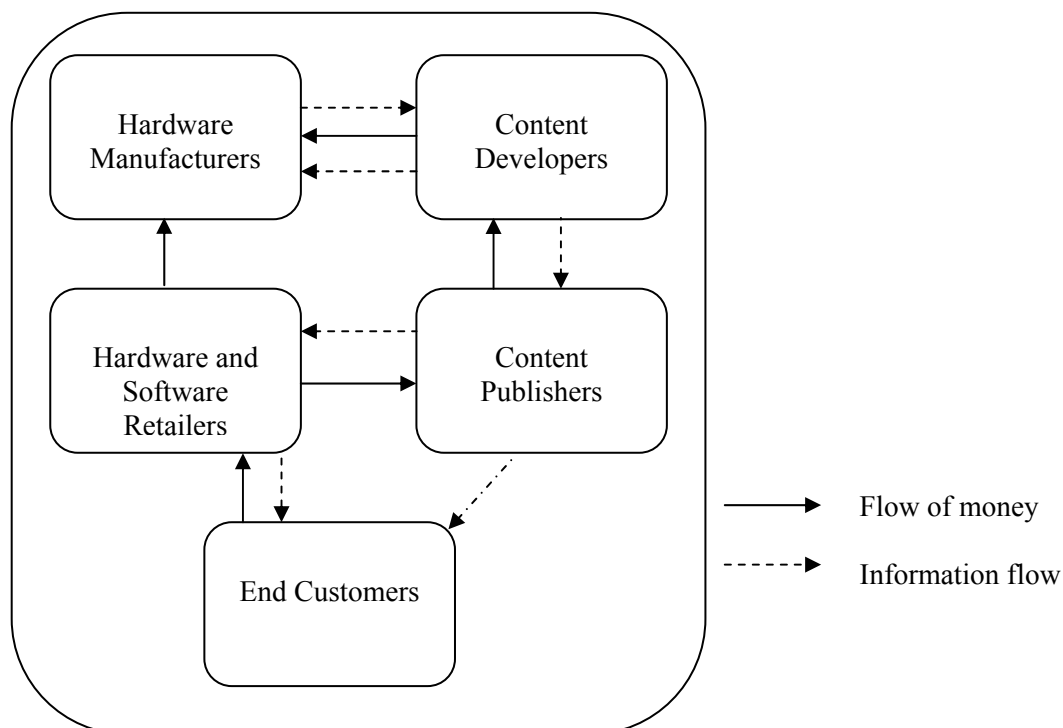 Hardware
Manufacturers
Content
Developers
Hardware and
Software
Retailers
Content
Publishers
End Customers
Flow of money
Information flow